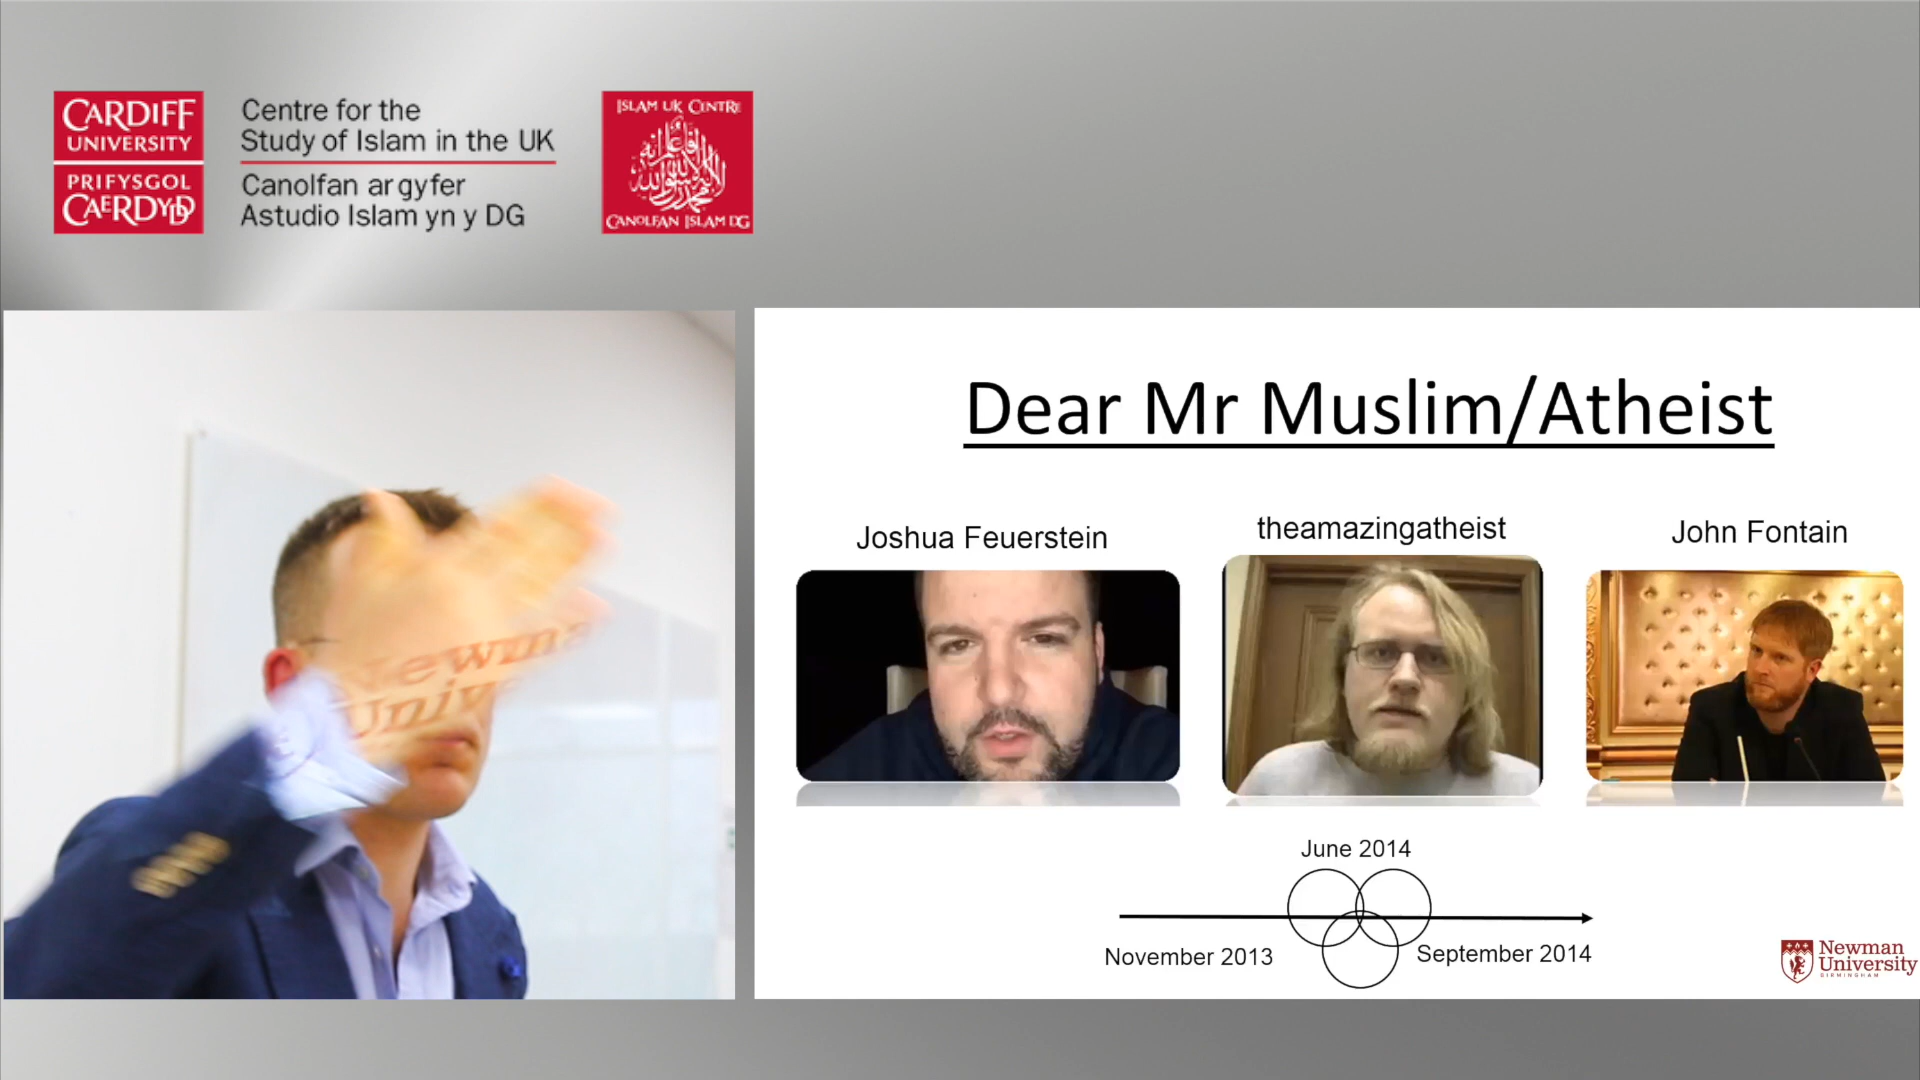 CARDIFF
UNIVERSITY
PRIFYSGOL
CAERDYDD
Centre for the
Study of Islam in the UK
Canolfan ar gyfer
Astudio Islam yn y DG
ISLAM UK CENTRE
CANOLFAN ISLAM DG
Dear Mr Muslim/Atheist
Joshua Feuerstein
theamazingatheist
John Fontain
June 2014
November 2013
September 2014
Newman
University
BIRMINGHAM